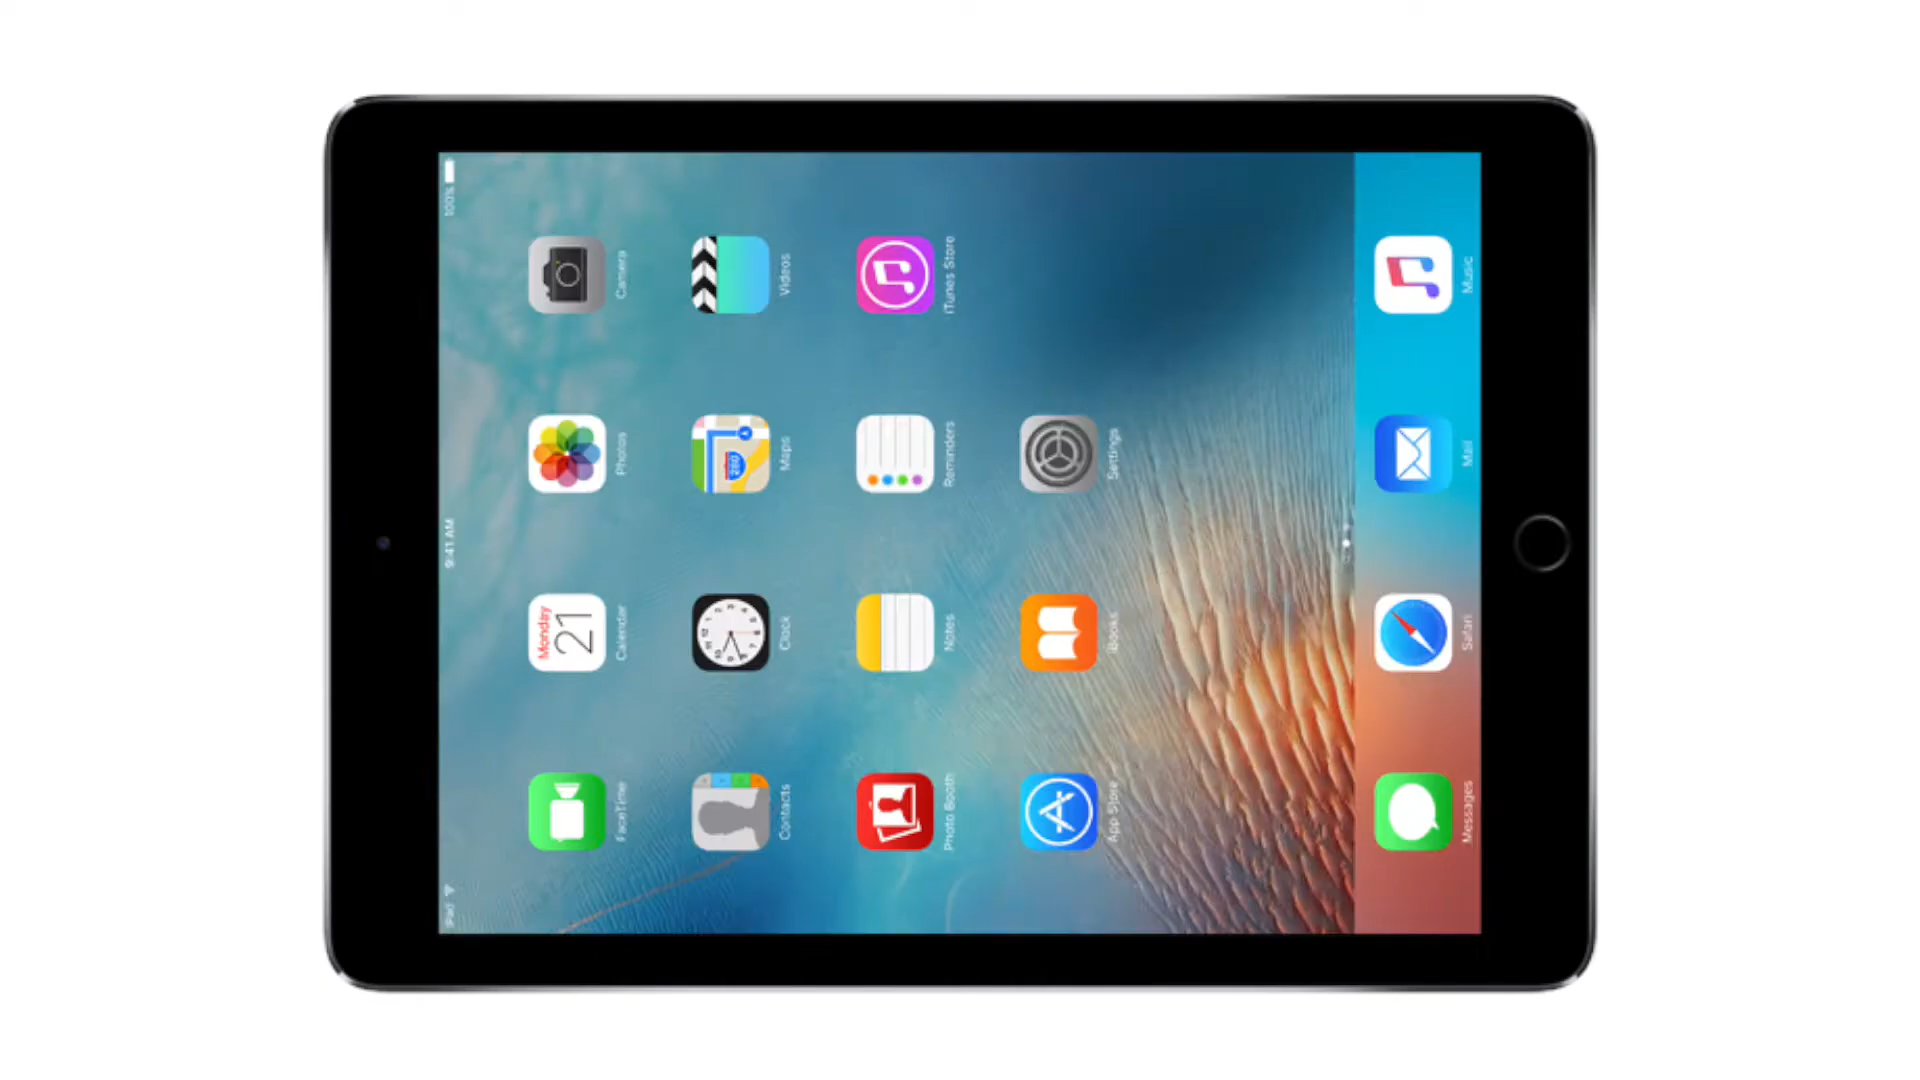 iPad
9:41 AM
100%
FaceTime
Monday
21
Calendar
Photos
Camera
Contacts
Clock
280
Maps
Videos
Photo Booth
Notes
Reminders
iTunes Store
App Store
iBooks
Settings
Messages
Safari
Mail
Music